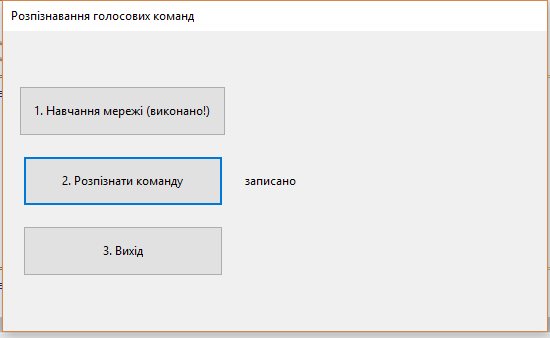 Розпізнавання голосових команд
1. Навчання мережі (виконано!)
2. Розпізнати команду
записано
3. Вихід